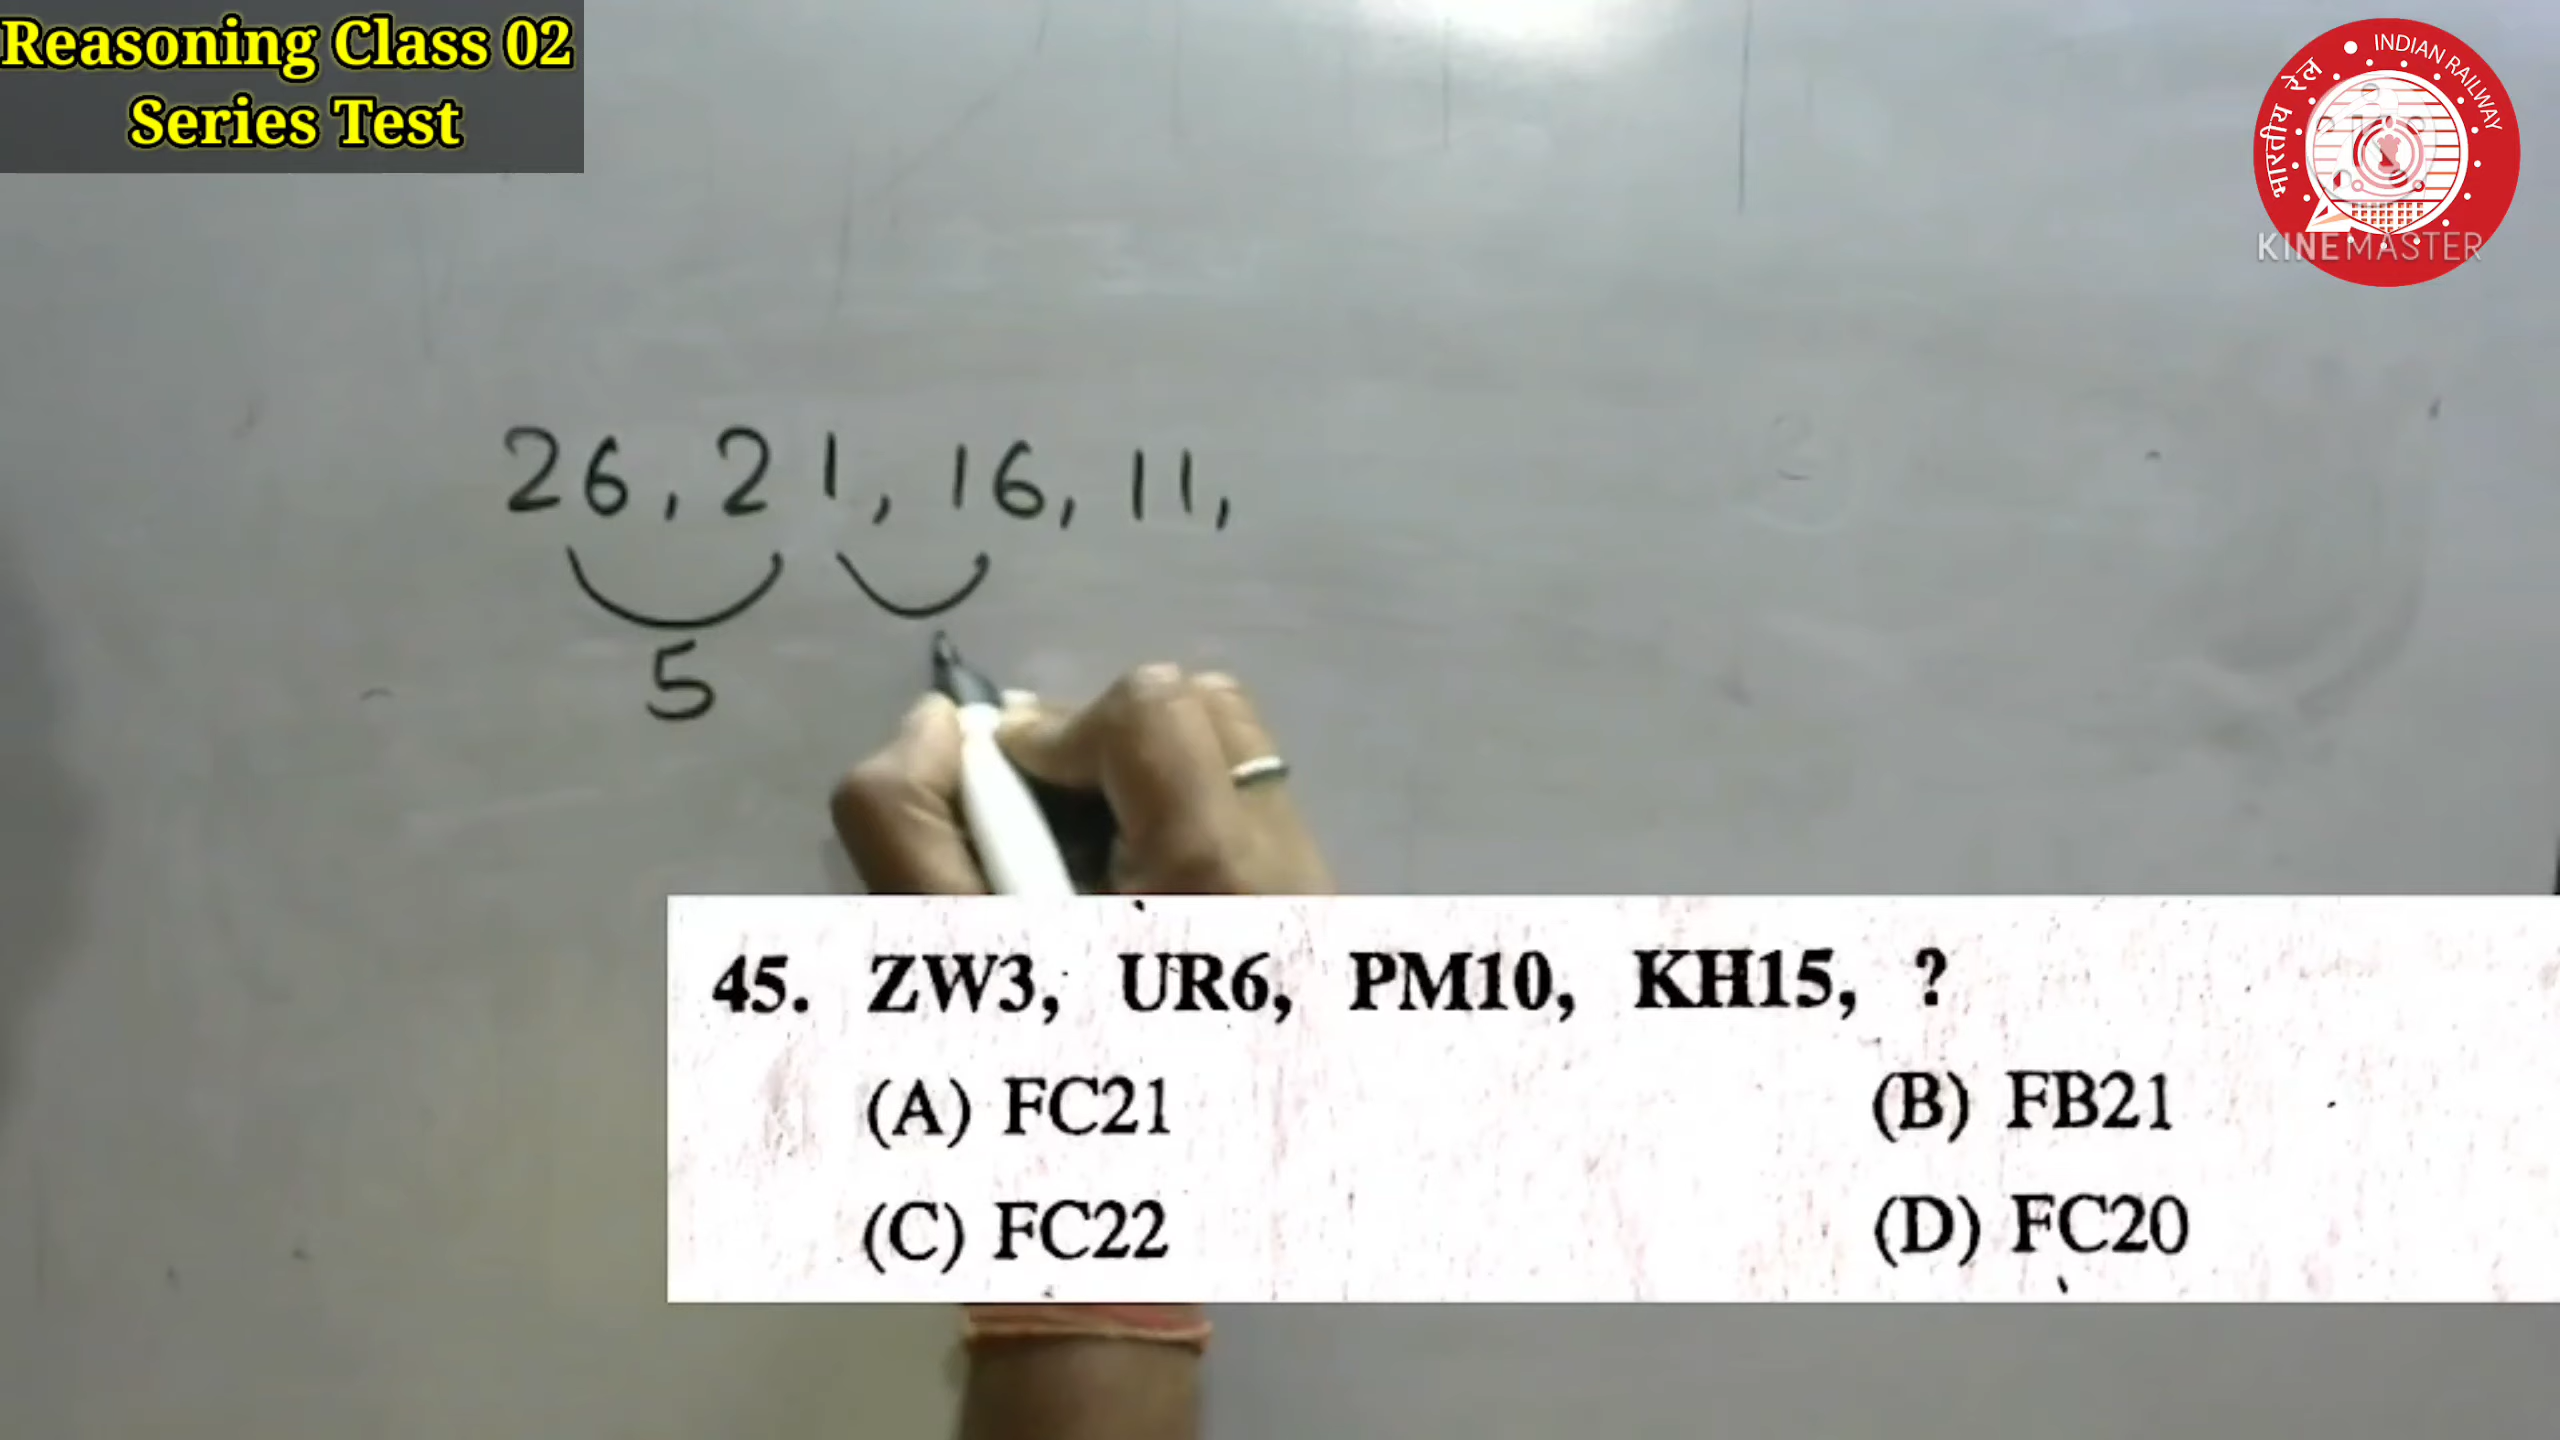 Reasoning Class 02
Series Test
INDIAN RAILWAY
भारतीय रेल
KINEMASTER
26, 21, 16, 11,
5
45. ZW3, UR6, PM10, KH15, ?
(A) FC21 (B) FB21
(C) FC22 (D) FC20